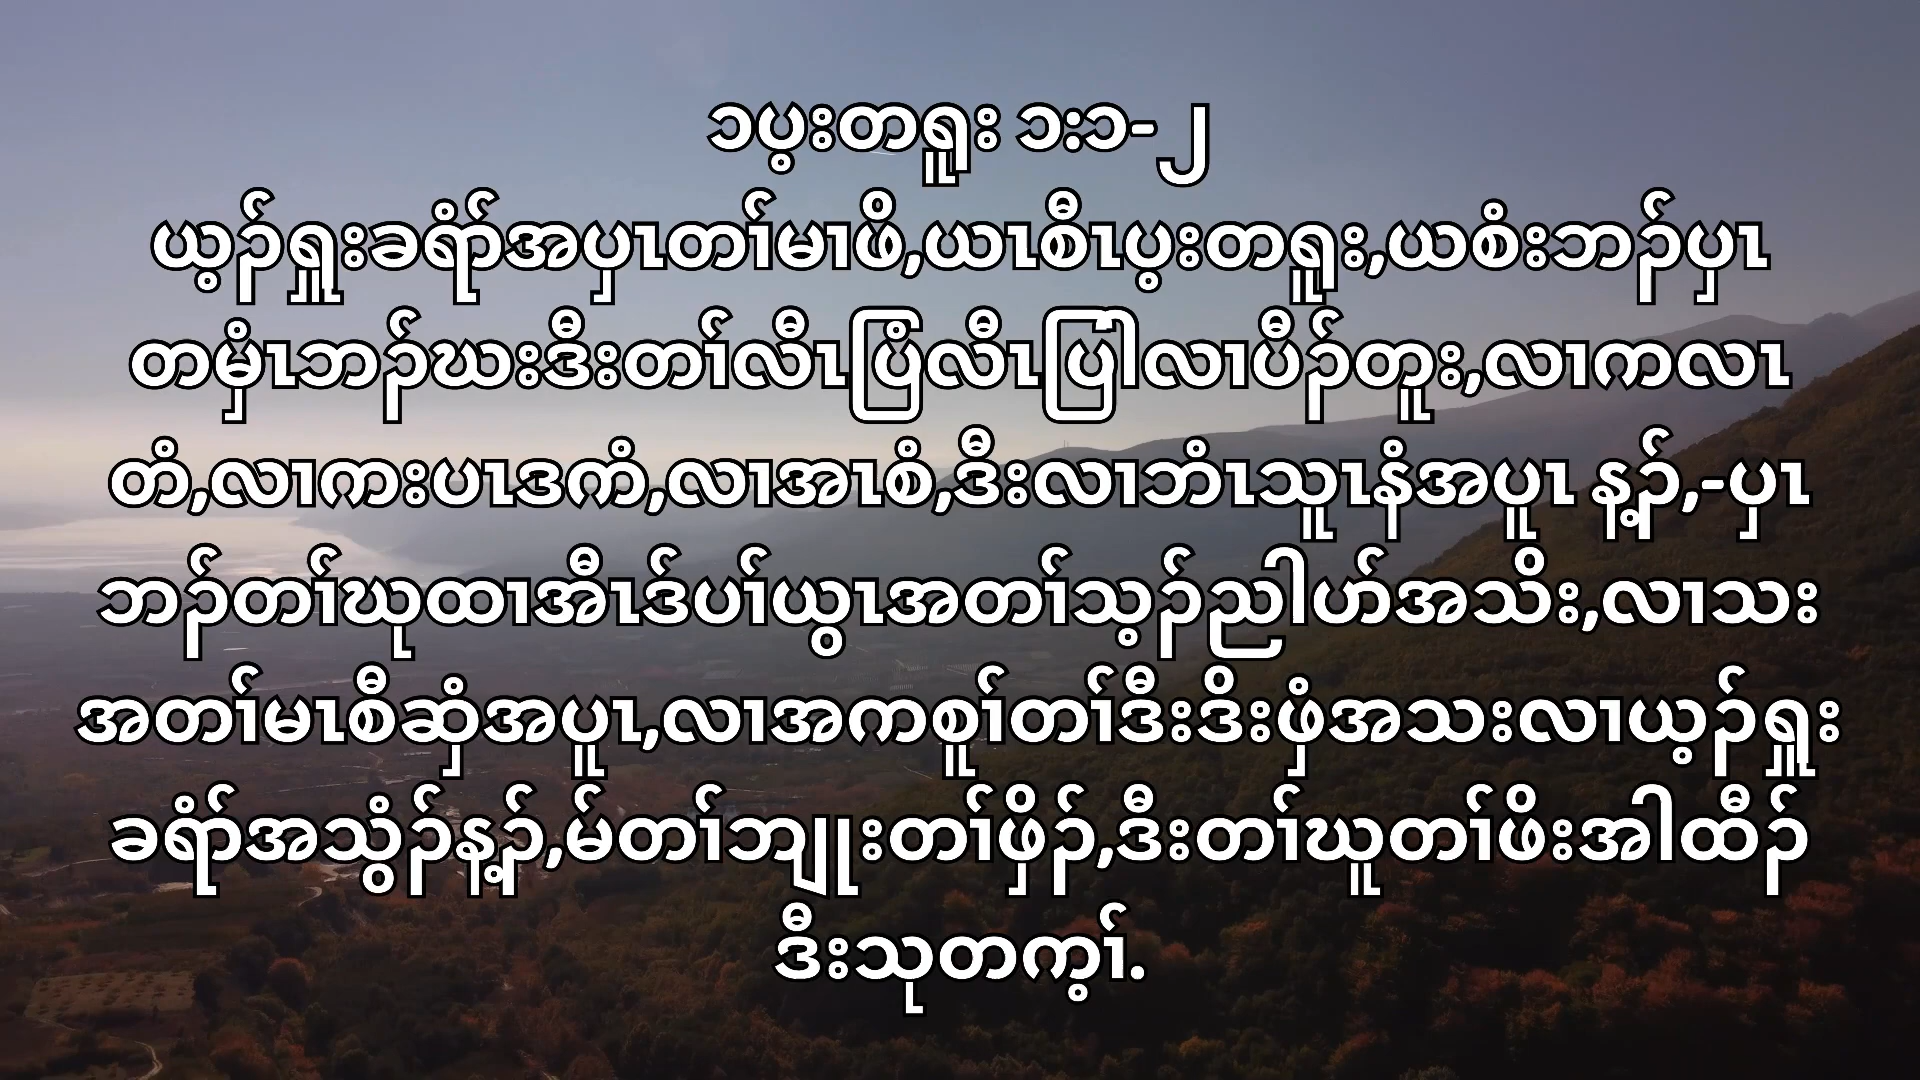 ၁ပ့းတရူး ၁း၁-၂
ယ့ၣ်ရှူးခရံာ်အပှၤတၢ်မၢဖိ,ယၤစီၤပ့းတရူး,ယစံးဘၣ်ပှၤ
တမှံၤဘၣ်ဃးဒီးတၢ်လီၤပြံလီၤပြါလၢပီၣ်တူး,လၢကလၤ
တံ,လၢကးပၤဒကံ,လၢအၤစံ,ဒီးလၢဘံၤသူၤနံအပူၤ န့ၣ်,-ပှၤ
ဘၣ်တၢ်ဃုထၢအီၤဒ်ပၢ်ယွၤအတၢ်သ့ၣ်ညါဟ်အသိး,လၢသး
အတၢ်မၤစီဆှံအပူၤ,လၢအကစူၢ်တၢ်ဒီးဒိးဖှံအသးလၢယ့ၣ်ရှူး
ခရံာ်အသွံၣ်န့ၣ်,မ်တၢ်ဘျုးတၢ်ဖှိၣ်,ဒီးတၢ်ဃူတၢ်ဖိးအါထီၣ်
ဒီးသုတက့ၢ်.